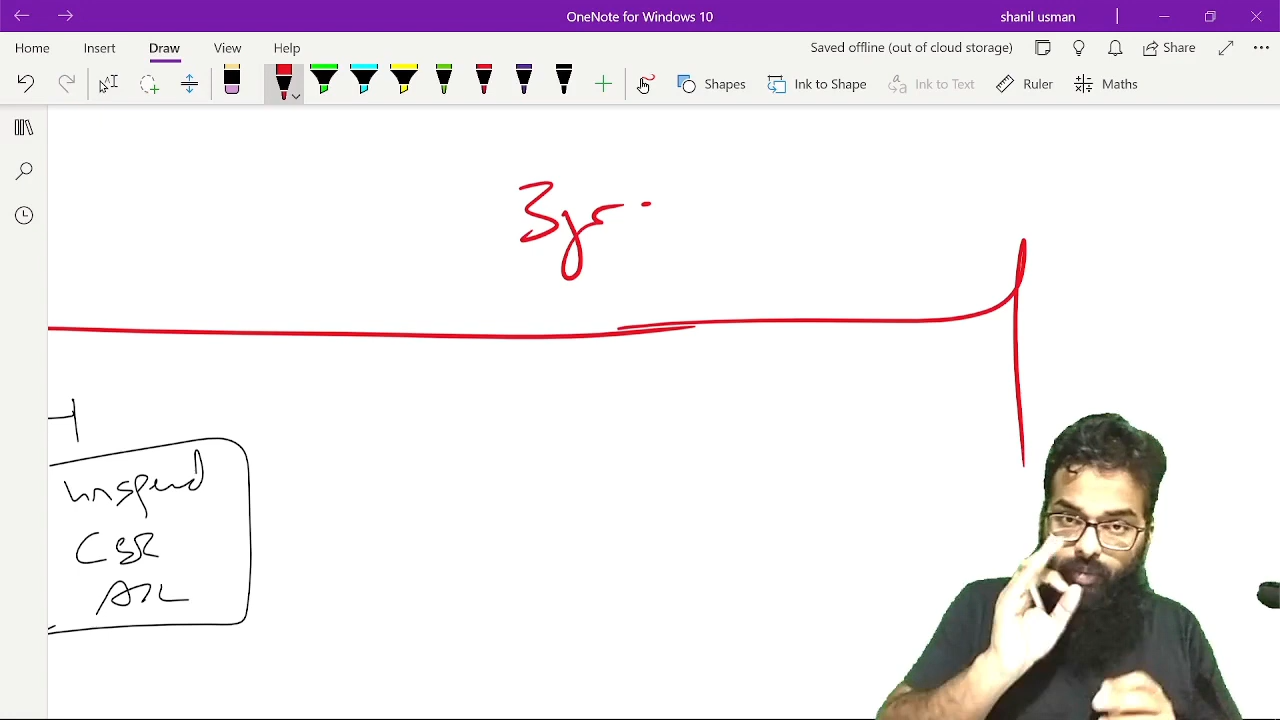 OneNote for Windows 10
shanil usman
Home Insert Draw View Help
Saved offline (out of cloud storage)
Share
Shapes
Ink to Shape
Ink to Text
Ruler
Maths
3yr.
Unspend
CSR
A/c